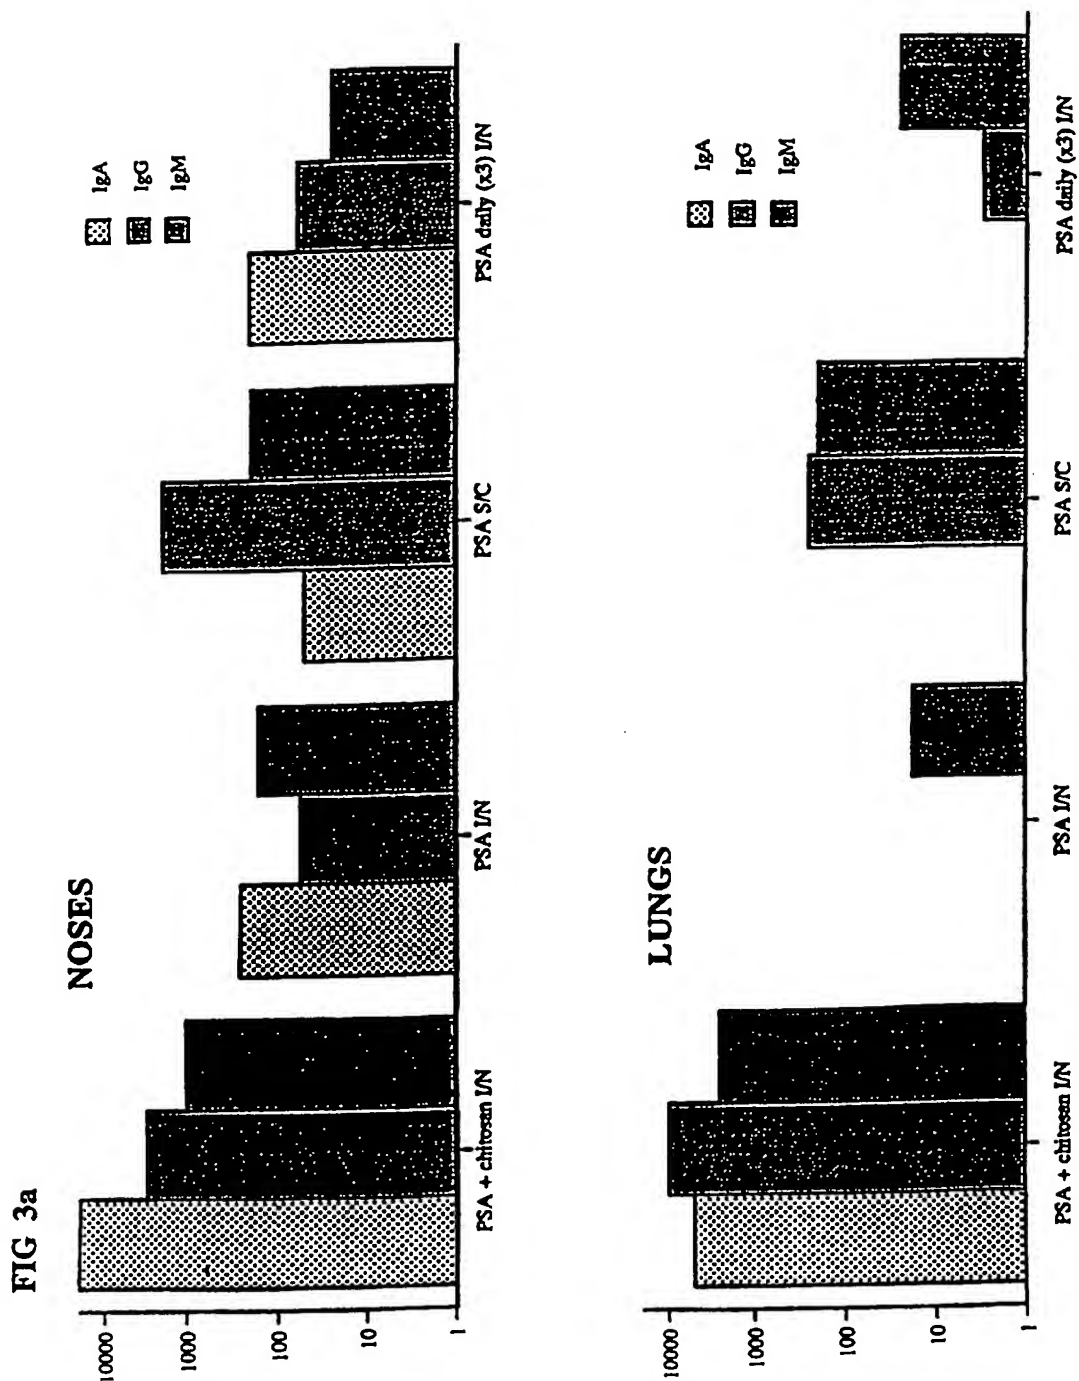 FIG 3a
NOSES
IgA
IgG
IgM
10000
1000
100
10
1
PSA + chitosan I/N
PSA I/N
PSA S/C
PSA daily (x3) I/N
LUNGS
IgA
IgG
IgM
10000
1000
100
10
1
PSA + chitosan I/N
PSA I/N
PSA S/C
PSA daily (x3) I/N